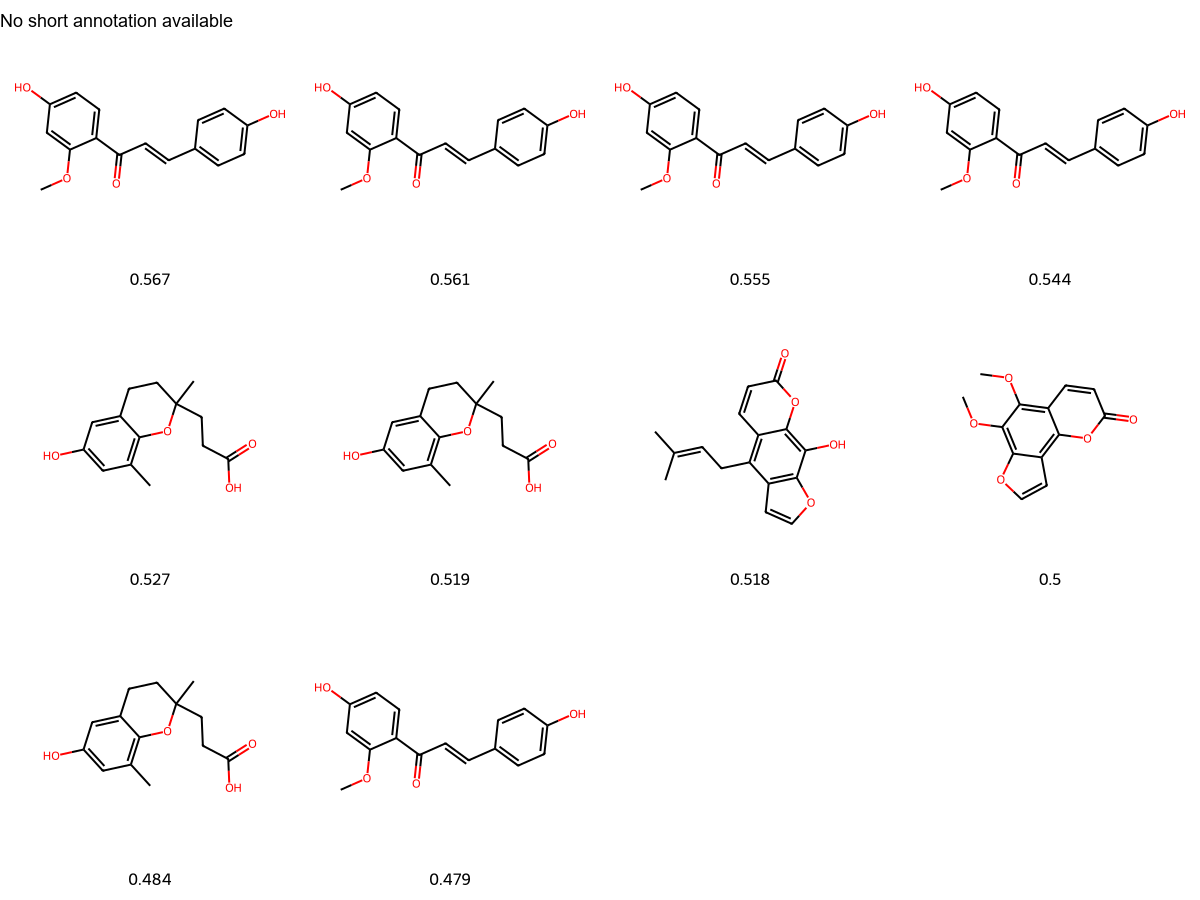 No short annotation available
HO OH O O
HO OH O O
HO OH O O
HO OH O O
0.567 0.561 0.555 0.544
HO O O OH
HO O O OH
O O OH O
O O O O O
0.527 0.519 0.518 0.5
HO O O OH
HO OH O O
0.484 0.479